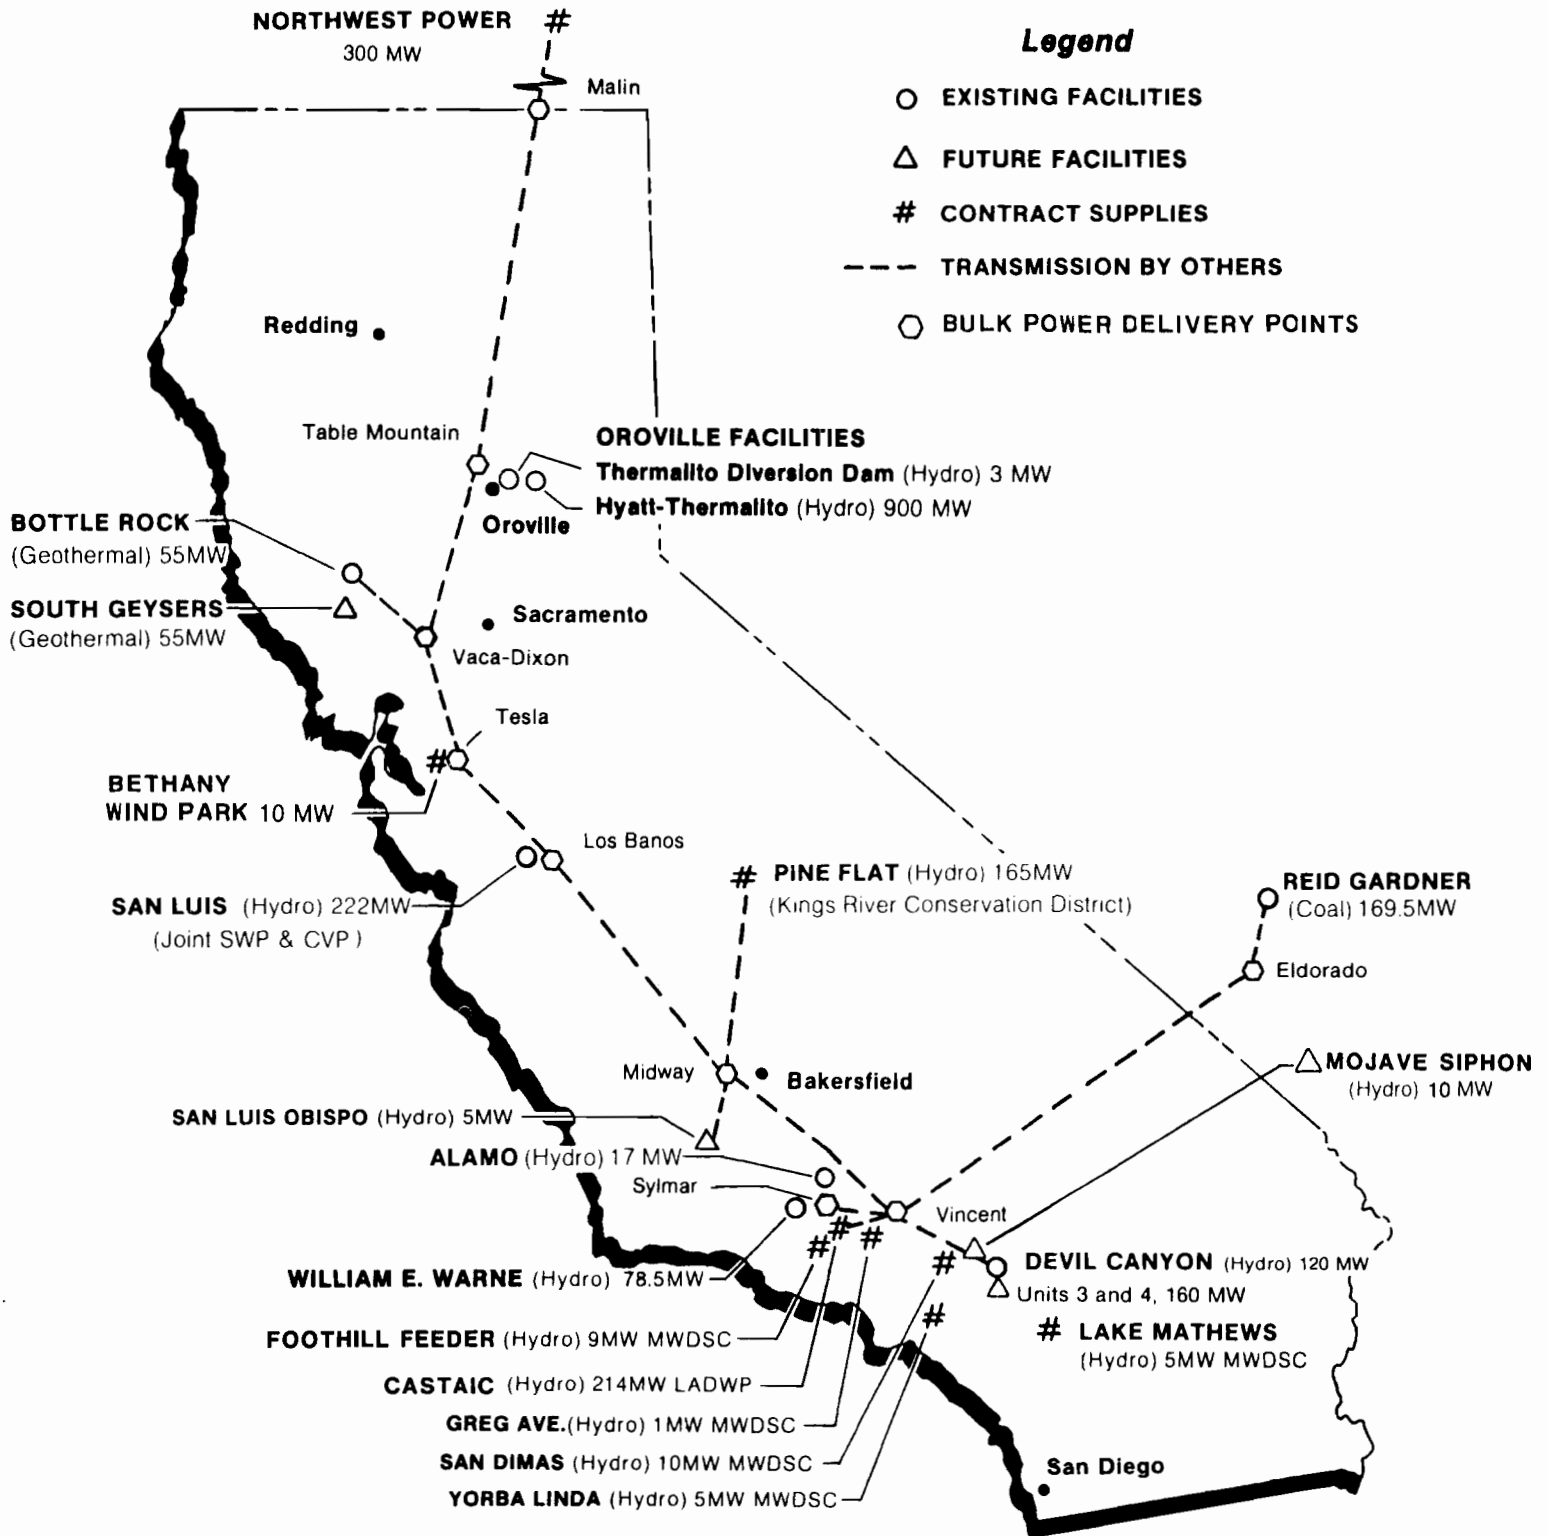 NORTHWEST POWER #
300 MW
Malin
Legend
EXISTING FACILITIES
FUTURE FACILITIES
# CONTRACT SUPPLIES
TRANSMISSION BY OTHERS
BULK POWER DELIVERY POINTS
Redding
Table Mountain
OROVILLE FACILITIES
Thermalito Diversion Dam (Hydro) 3 MW
Hyatt-Thermalito (Hydro) 900 MW
Oroville
BOTTLE ROCK
(Geothermal) 55MW
SOUTH GEYSERS
(Geothermal) 55MW
Sacramento
Vaca-Dixon
Tesla
#
BETHANY
WIND PARK 10 MW
Los Banos
SAN LUIS (Hydro) 222MW
(Joint SWP & CVP)
# PINE FLAT (Hydro) 165MW
(Kings River Conservation District)
REID GARDNER
(Coal) 169.5MW
Eldorado
MOJAVE SIPHON
(Hydro) 10 MW
Midway
Bakersfield
SAN LUIS OBISPO (Hydro) 5MW
ALAMO (Hydro) 17 MW
Sylmar
Vincent
# # # #
DEVIL CANYON (Hydro) 120 MW
Units 3 and 4, 160 MW
#
# LAKE MATHEWS
(Hydro) 5MW MWDSC
WILLIAM E. WARNE (Hydro) 78.5MW
FOOTHILL FEEDER (Hydro) 9MW MWDSC
CASTAIC (Hydro) 214MW LADWP
GREG AVE.(Hydro) 1MW MWDSC
SAN DIMAS (Hydro) 10MW MWDSC
YORBA LINDA (Hydro) 5MW MWDSC
San Diego